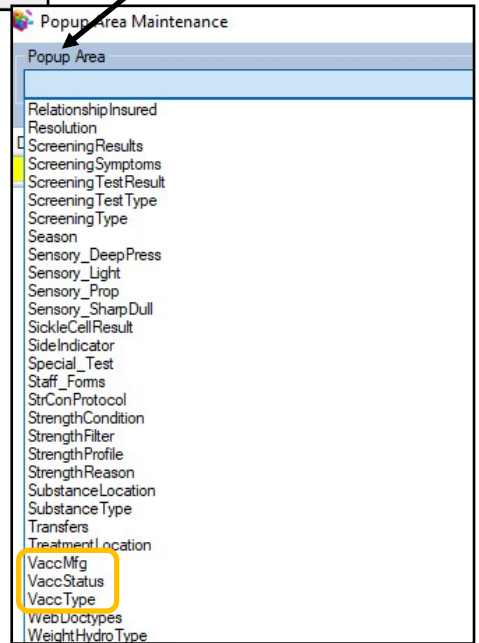 Popup Area Maintenance
Popup Area
RelationshipInsured
Resolution
ScreeningResults
ScreeningSymptoms
ScreeningTestResult
ScreeningTestType
ScreeningType
Season
Sensory_DeepPress
Sensory_Light
Sensory_Prop
Sensory_SharpDull
SickleCellResult
SideIndicator
Special_Test
Staff_Forms
StrConProtocol
StrengthCondition
StrengthFilter
StrengthProfile
StrengthReason
SubstanceLocation
SubstanceType
Transfers
TreatmentLocation
VaccMfg
VaccStatus
VaccType
WebDoctypes
WeightHydroType